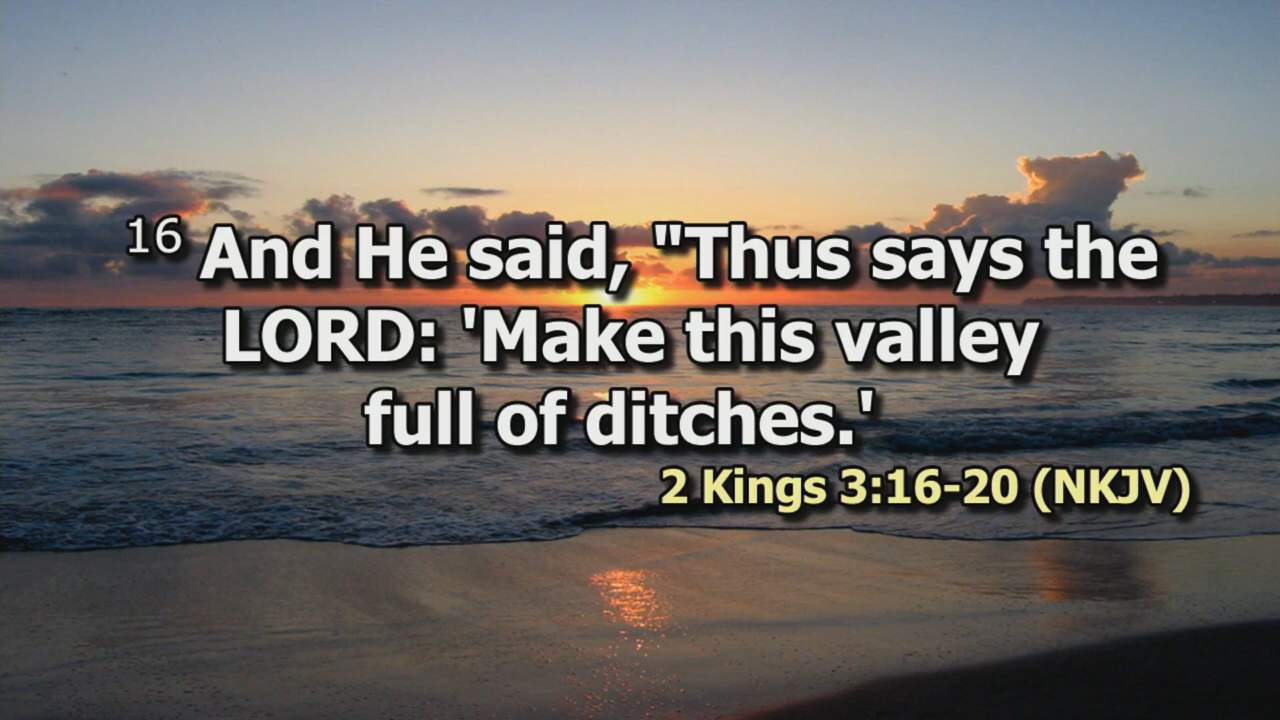 16 And He said, "Thus says the
LORD: 'Make this valley
full of ditches.'
2 Kings 3:16-20 (NKJV)